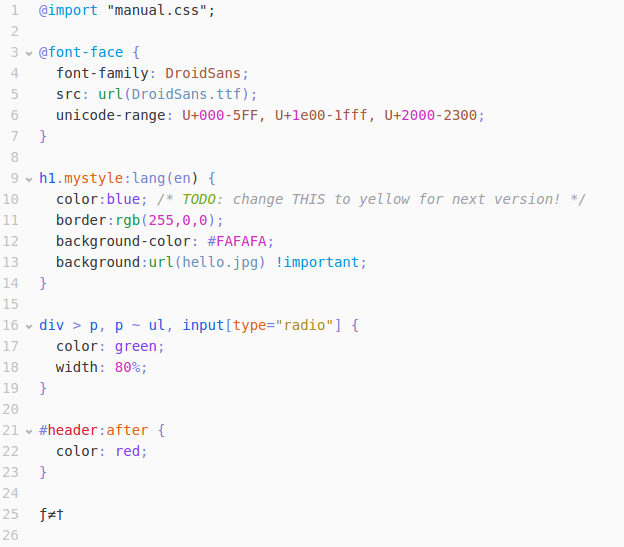 1 @import "manual.css";
2
3 @font-face {
4   font-family: DroidSans;
5   src: url(DroidSans.ttf);
6   unicode-range: U+000-5FF, U+1e00-1fff, U+2000-2300;
7 }
8
9 h1.mystyle:lang(en) {
10   color:blue; /* TODO: change THIS to yellow for next version! */
11   border:rgb(255,0,0);
12   background-color: #FAFAFA;
13   background:url(hello.jpg) !important;
14 }
15
16 div > p, p ~ ul, input[type="radio"] {
17   color: green;
18   width: 80%;
19 }
20
21 #header:after {
22   color: red;
23 }
24
25 ƒ≠†
26